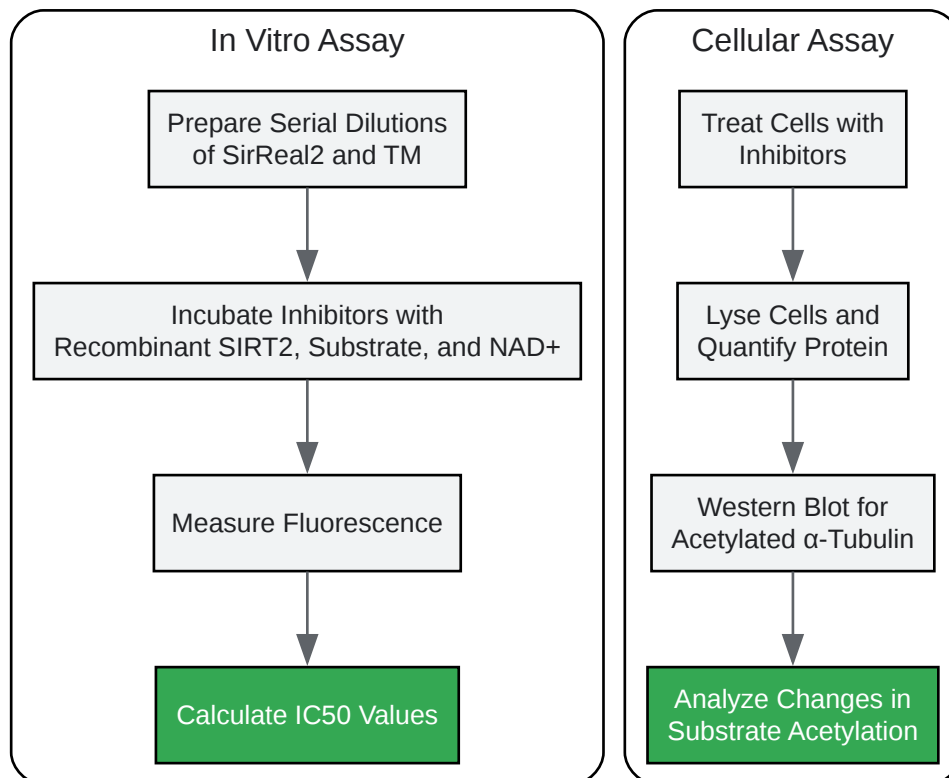 In Vitro Assay
Prepare Serial Dilutions
of SirReal2 and TM
Incubate Inhibitors with
Recombinant SIRT2, Substrate, and NAD+
Measure Fluorescence
Calculate IC50 Values
Cellular Assay
Treat Cells with
Inhibitors
Lyse Cells and
Quantify Protein
Western Blot for
Acetylated α-Tubulin
Analyze Changes in
Substrate Acetylation